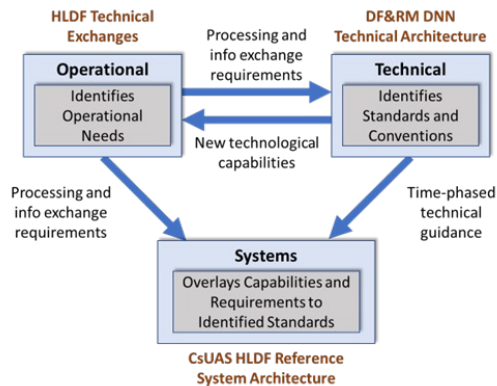 HLDF Technical
Exchanges
Processing and
info exchange
requirements
DF&RM DNN
Technical Architecture
Operational
Identifies
Operational
Needs
Technical
Identifies
Standards and
Conventions
New technological
capabilities
Processing and
info exchange
requirements
Time-phased
technical
guidance
Systems
Overlays Capabilities and
Requirements to
Identified Standards
CsUAS HLDF Reference
System Architecture